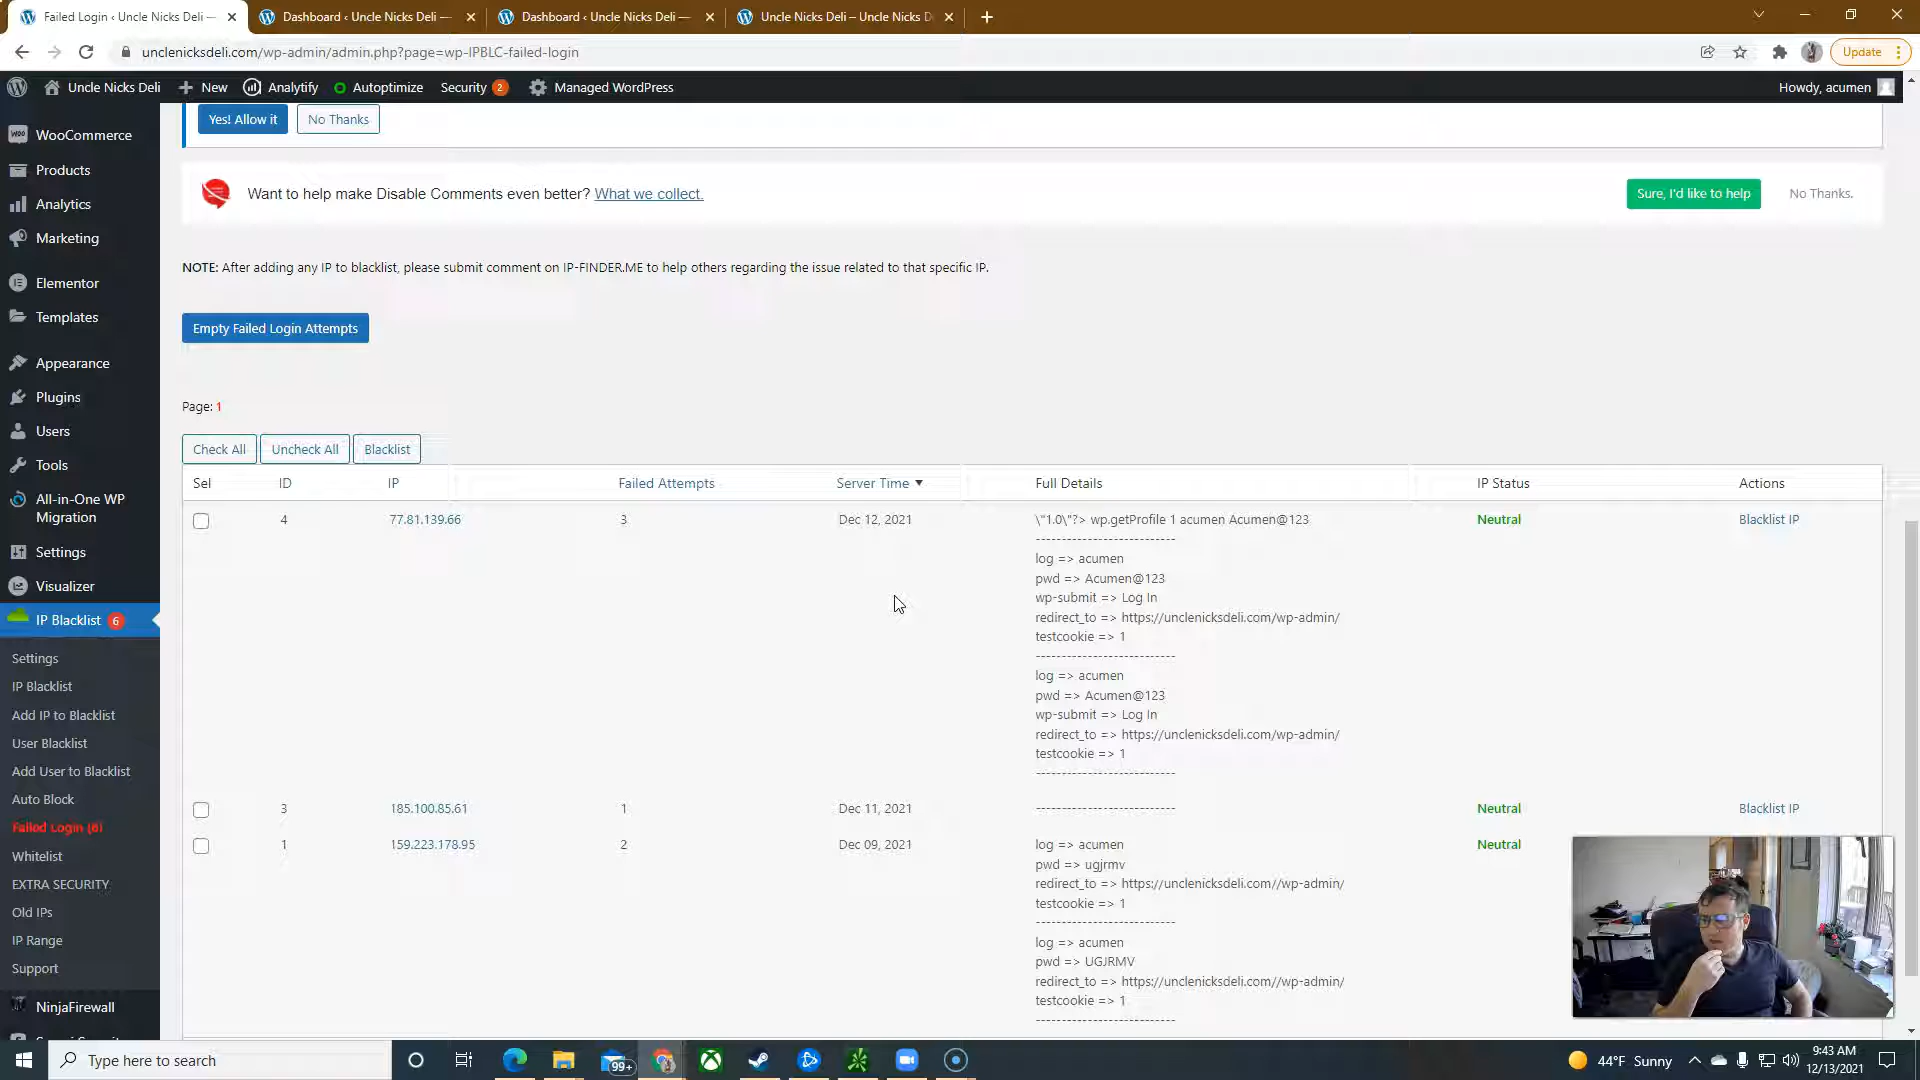 Failed Login ‹ Uncle Nicks Deli —
Dashboard ‹ Uncle Nicks Deli —
Dashboard ‹ Uncle Nicks Deli —
Uncle Nicks Deli – Uncle Nicks D
unclenicksdeli.com/wp-admin/admin.php?page=wp-IPBLC-failed-login
Update
Uncle Nicks Deli
New
Analytify
Autoptimize
Security 2
Managed WordPress
Howdy, acumen
WooCommerce
Products
Analytics
Marketing
Elementor
Templates
Appearance
Plugins
Users
Tools
All-in-One WP
Migration
Settings
Visualizer
IP Blacklist 6
Settings
IP Blacklist
Add IP to Blacklist
User Blacklist
Add User to Blacklist
Auto Block
Failed Login (6)
Whitelist
EXTRA SECURITY
Old IPs
IP Range
Support
NinjaFirewall
Yes! Allow it
No Thanks
Want to help make Disable Comments even better? What we collect.
Sure, I'd like to help
No Thanks.
NOTE: After adding any IP to blacklist, please submit comment on IP-FINDER.ME to help others regarding the issue related to that specific IP.
Empty Failed Login Attempts
Page: 1
Check All
Uncheck All
Blacklist
Sel ID IP Failed Attempts Server Time Full Details IP Status Actions
4 77.81.139.66 3 Dec 12, 2021 \"1.0\"?> wp.getProfile 1 acumen Acumen@123 Neutral Blacklist IP
---------------------------
log => acumen
pwd => Acumen@123
wp-submit => Log In
redirect_to => https://unclenicksdeli.com/wp-admin/
testcookie => 1
---------------------------
log => acumen
pwd => Acumen@123
wp-submit => Log In
redirect_to => https://unclenicksdeli.com/wp-admin/
testcookie => 1
---------------------------
3 185.100.85.61 1 Dec 11, 2021 --------------------------- Neutral Blacklist IP
1 159.223.178.95 2 Dec 09, 2021 log => acumen Neutral
pwd => ugjrmv
redirect_to => https://unclenicksdeli.com//wp-admin/
testcookie => 1
---------------------------
log => acumen
pwd => UGJRMV
redirect_to => https://unclenicksdeli.com//wp-admin/
testcookie => 1
---------------------------
Type here to search
99+
44°F Sunny
9:43 AM
12/13/2021